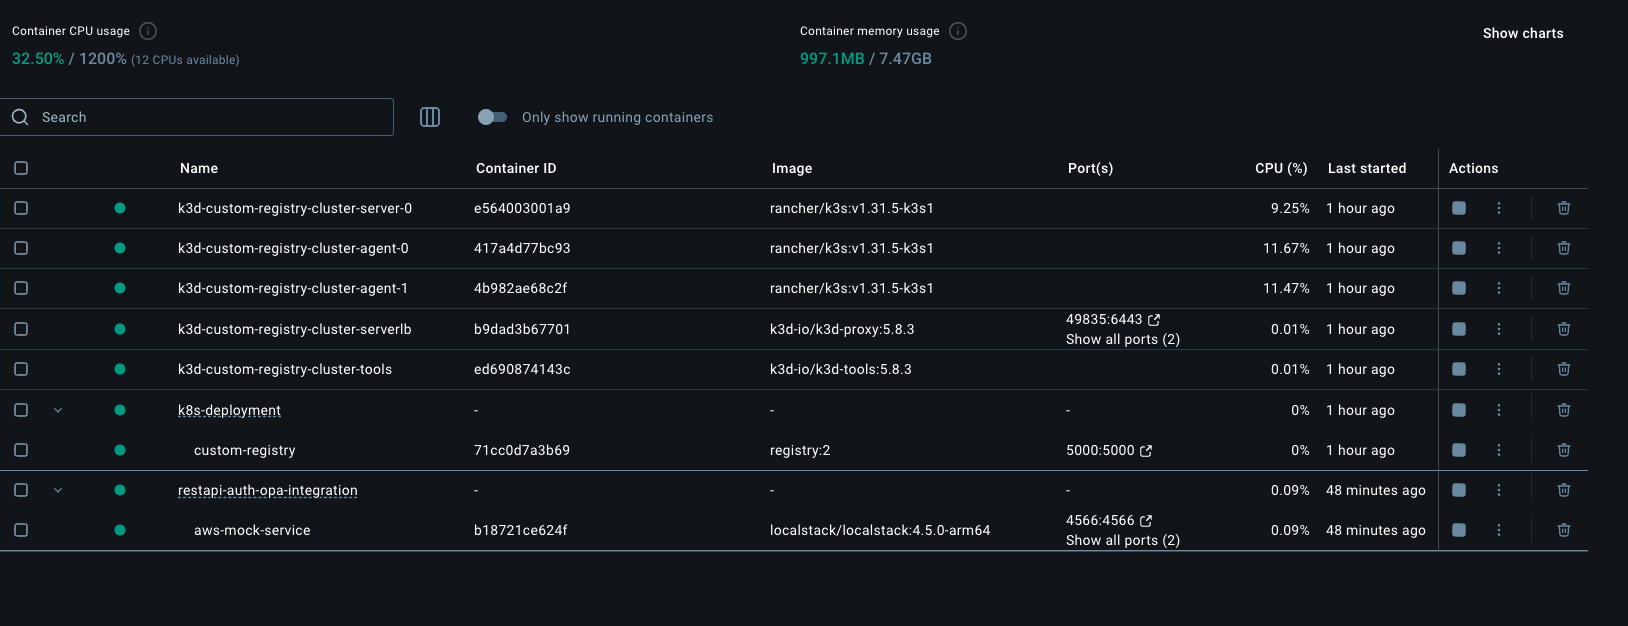 Container CPU usage
32.50% / 1200% (12 CPUs available)
Container memory usage
997.1MB / 7.47GB
Show charts
Search
Only show running containers
Name Container ID Image Port(s) CPU (%) Last started Actions
k3d-custom-registry-cluster-server-0 e564003001a9 rancher/k3s:v1.31.5-k3s1 9.25% 1 hour ago
k3d-custom-registry-cluster-agent-0 417a4d77bc93 rancher/k3s:v1.31.5-k3s1 11.67% 1 hour ago
k3d-custom-registry-cluster-agent-1 4b982ae68c2f rancher/k3s:v1.31.5-k3s1 11.47% 1 hour ago
k3d-custom-registry-cluster-serverlb b9dad3b67701 k3d-io/k3d-proxy:5.8.3 49835:6443 0.01% 1 hour ago
Show all ports (2)
k3d-custom-registry-cluster-tools ed690874143c k3d-io/k3d-tools:5.8.3 0.01% 1 hour ago
k8s-deployment - - - 0% 1 hour ago
custom-registry 71cc0d7a3b69 registry:2 5000:5000 0% 1 hour ago
restapi-auth-opa-integration - - - 0.09% 48 minutes ago
aws-mock-service b18721ce624f localstack/localstack:4.5.0-arm64 4566:4566 0.09% 48 minutes ago
Show all ports (2)